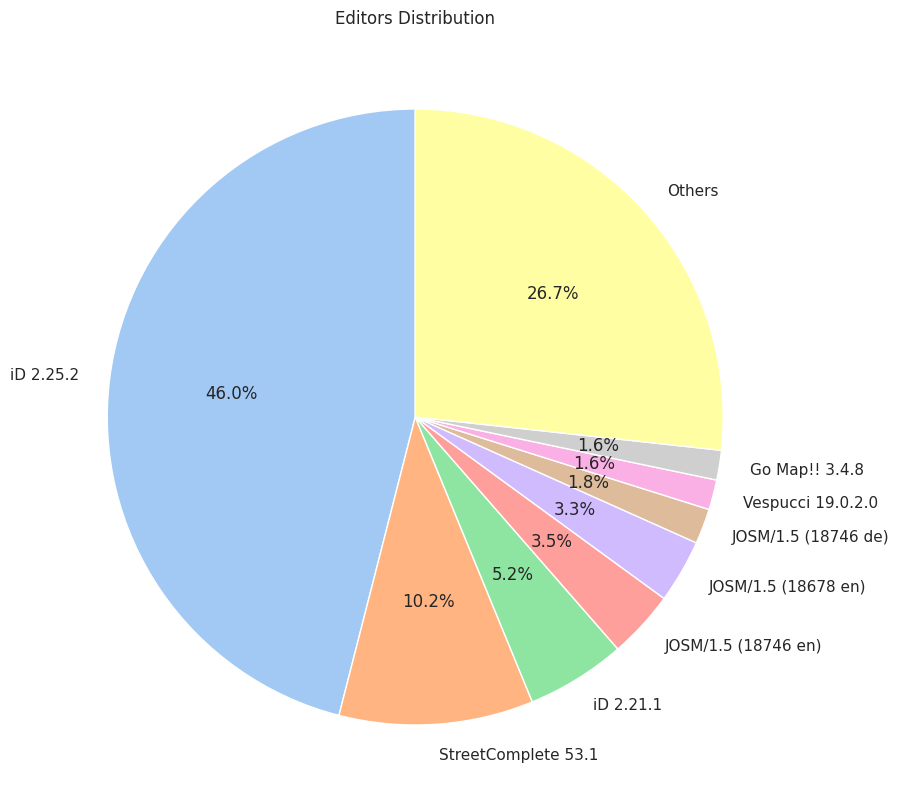 Editors Distribution
Others
26.7%
iD 2.25.2
46.0%
1.6%
Go Map!! 3.4.8
1.6%
Vespucci 19.0.2.0
1.8%
JOSM/1.5 (18746 de)
3.3%
JOSM/1.5 (18678 en)
3.5%
JOSM/1.5 (18746 en)
5.2%
iD 2.21.1
10.2%
StreetComplete 53.1